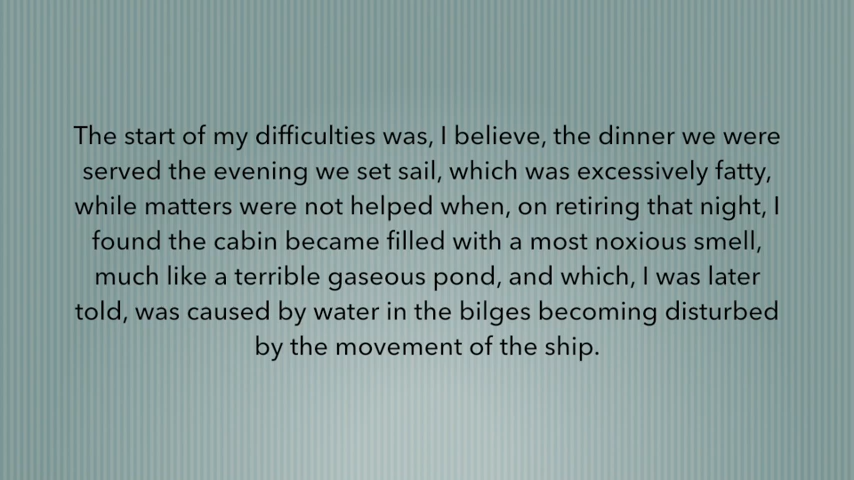 The start of my difficulties was, I believe, the dinner we were
served the evening we set sail, which was excessively fatty,
while matters were not helped when, on retiring that night, I
found the cabin became filled with a most noxious smell,
much like a terrible gaseous pond, and which, I was later
told, was caused by water in the bilges becoming disturbed
by the movement of the ship.